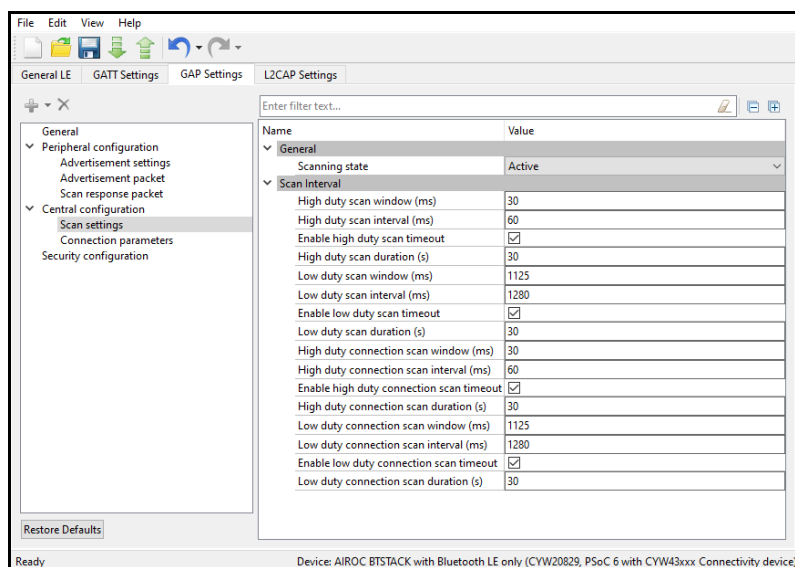 File Edit View Help
General LE GATT Settings GAP Settings L2CAP Settings
Enter filter text...
General
Peripheral configuration
Advertisement settings
Advertisement packet
Scan response packet
Central configuration
Scan settings
Connection parameters
Security configuration
Name Value
General
Scanning state Active
Scan Interval
High duty scan window (ms) 30
High duty scan interval (ms) 60
Enable high duty scan timeout
High duty scan duration (s) 30
Low duty scan window (ms) 1125
Low duty scan interval (ms) 1280
Enable low duty scan timeout
Low duty scan duration (s) 30
High duty connection scan window (ms) 30
High duty connection scan interval (ms) 60
Enable high duty connection scan timeout
High duty connection scan duration (s) 30
Low duty connection scan window (ms) 1125
Low duty connection scan interval (ms) 1280
Enable low duty connection scan timeout
Low duty connection scan duration (s) 30
Restore Defaults
Ready Device: AIROC BTSTACK with Bluetooth LE only (CYW20829, PSoC 6 with CYW43xxx Connectivity device)